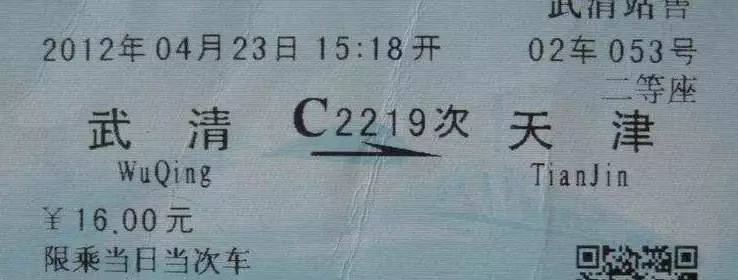 武清站售
2012年04月23日 15:18开 02车 053号
二等座
武清 C2219次 天津
WuQing TianJin
¥16.00元
限乘当日当次车